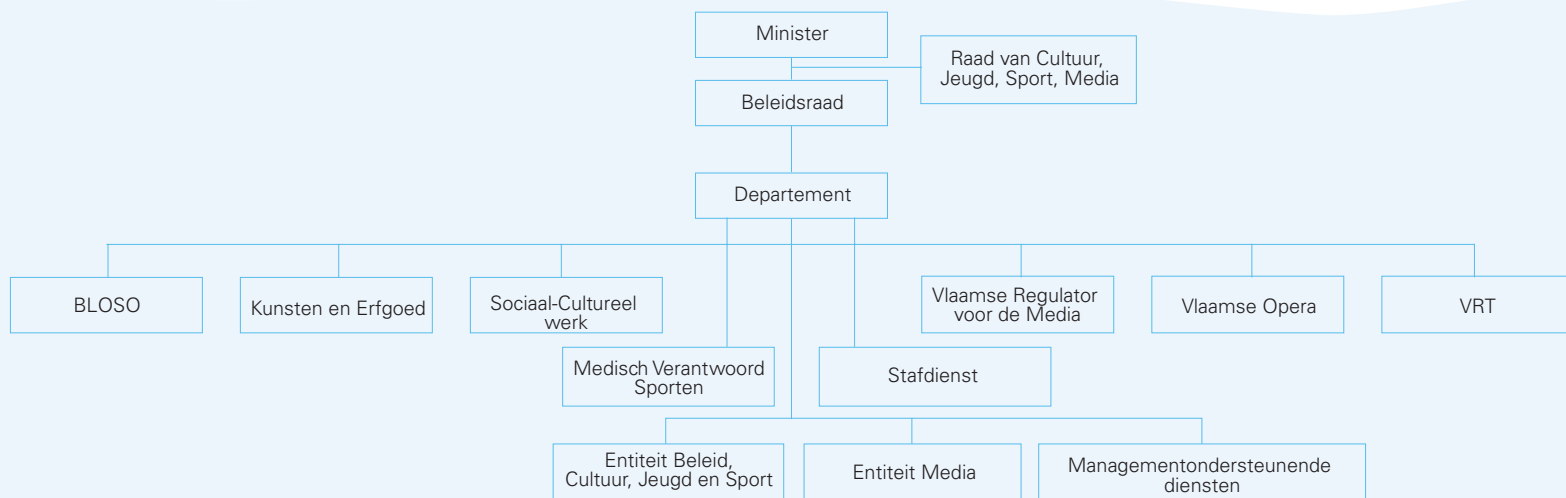 Minister
Raad van Cultuur,
Jeugd, Sport, Media
Beleidsraad
Departement
BLOSO
Kunsten en Erfgoed
Sociaal-Cultureel
werk
Vlaamse Regulator
voor de Media
Vlaamse Opera
VRT
Medisch Verantwoord
Sporten
Stafdienst
Entiteit Beleid,
Cultuur, Jeugd en Sport
Entiteit Media
Managementondersteunende
diensten